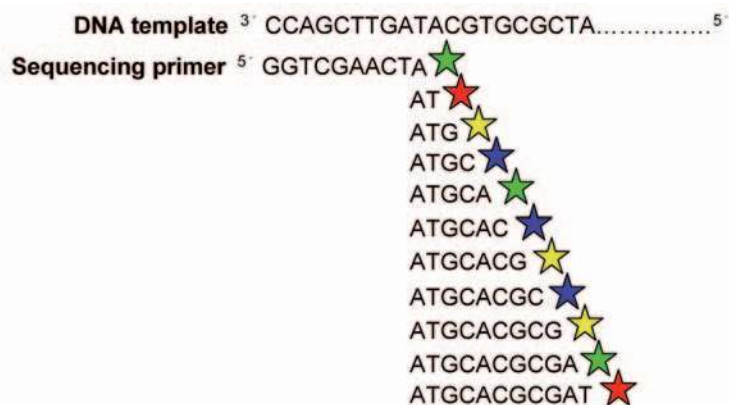 DNA template 3´ CCAGCTTGATACGTGCGCTA...............5´
Sequencing primer 5´ GGTCGAACTA
AT
ATG
ATGC
ATGCA
ATGCAC
ATGCACG
ATGCACGC
ATGCACGCG
ATGCACGCGA
ATGCACGCGAT